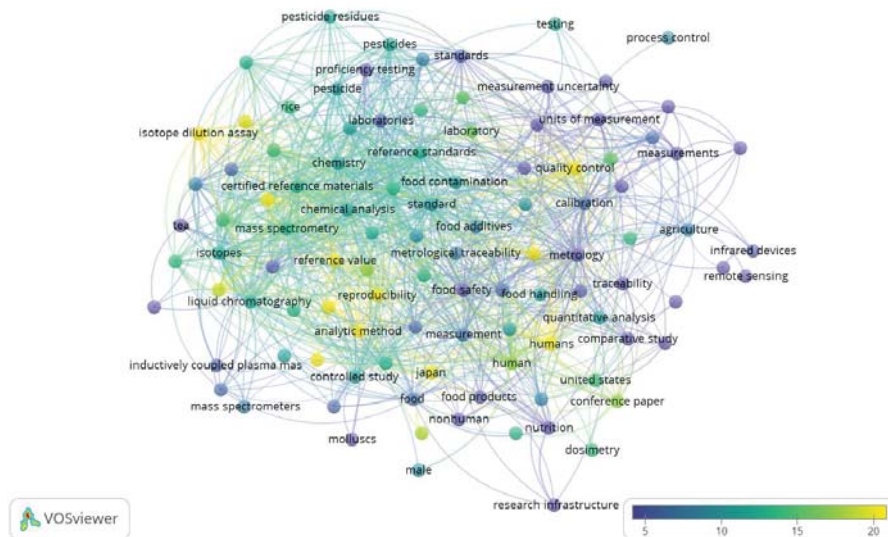 pesticide residues
testing
process control
pesticides
standards
proficiency testing
pesticide
measurement uncertainty
rice
laboratories
units of measurement
isotope dilution assay
laboratory
reference standards
measurements
chemistry
quality control
certified reference materials
food contamination
chemical analysis
standard
calibration
tea
mass spectrometry
food additives
agriculture
isotopes
metrological traceability
metrology
infrared devices
reference value
remote sensing
food safety
food handling
traceability
liquid chromatography
reproducibility
quantitative analysis
analytic method
measurement
humans
comparative study
inductively coupled plasma mas
human
japan
controlled study
united states
mass spectrometers
food
food products
conference paper
nonhuman
nutrition
molluscs
dosimetry
male
research infrastructure
VOSviewer
5 10 15 20